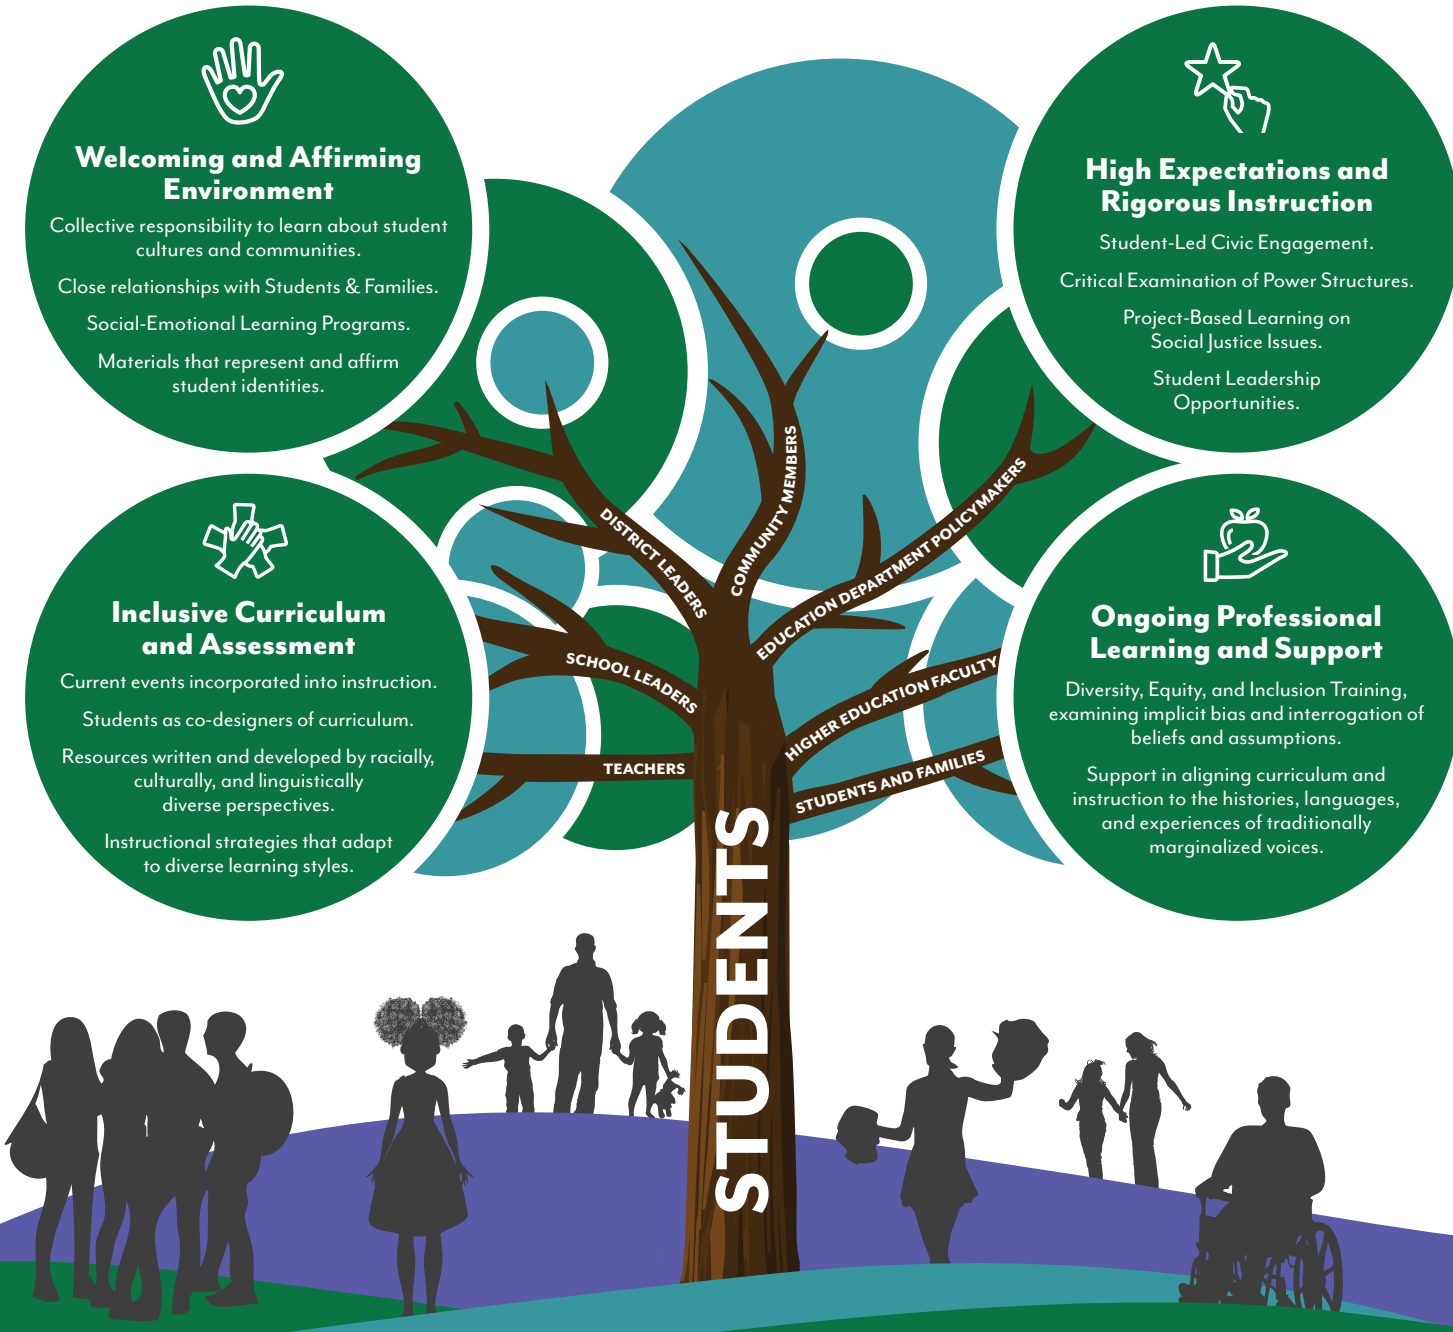 Welcoming and Affirming
Environment
Collective responsibility to learn about student
cultures and communities.
Close relationships with Students & Families.
Social-Emotional Learning Programs.
Materials that represent and affirm
student identities.
High Expectations and
Rigorous Instruction
Student-Led Civic Engagement.
Critical Examination of Power Structures.
Project-Based Learning on
Social Justice Issues.
Student Leadership
Opportunities.
Inclusive Curriculum
and Assessment
Current events incorporated into instruction.
Students as co-designers of curriculum.
Resources written and developed by racially,
culturally, and linguistically
diverse perspectives.
Instructional strategies that adapt
to diverse learning styles.
Ongoing Professional
Learning and Support
Diversity, Equity, and Inclusion Training,
examining implicit bias and interrogation of
beliefs and assumptions.
Support in aligning curriculum and
instruction to the histories, languages,
and experiences of traditionally
marginalized voices.
DISTRICT LEADERS
COMMUNITY MEMBERS
EDUCATION DEPARTMENT POLICYMAKERS
SCHOOL LEADERS
HIGHER EDUCATION FACULTY
TEACHERS
STUDENTS AND FAMILIES
STUDENTS